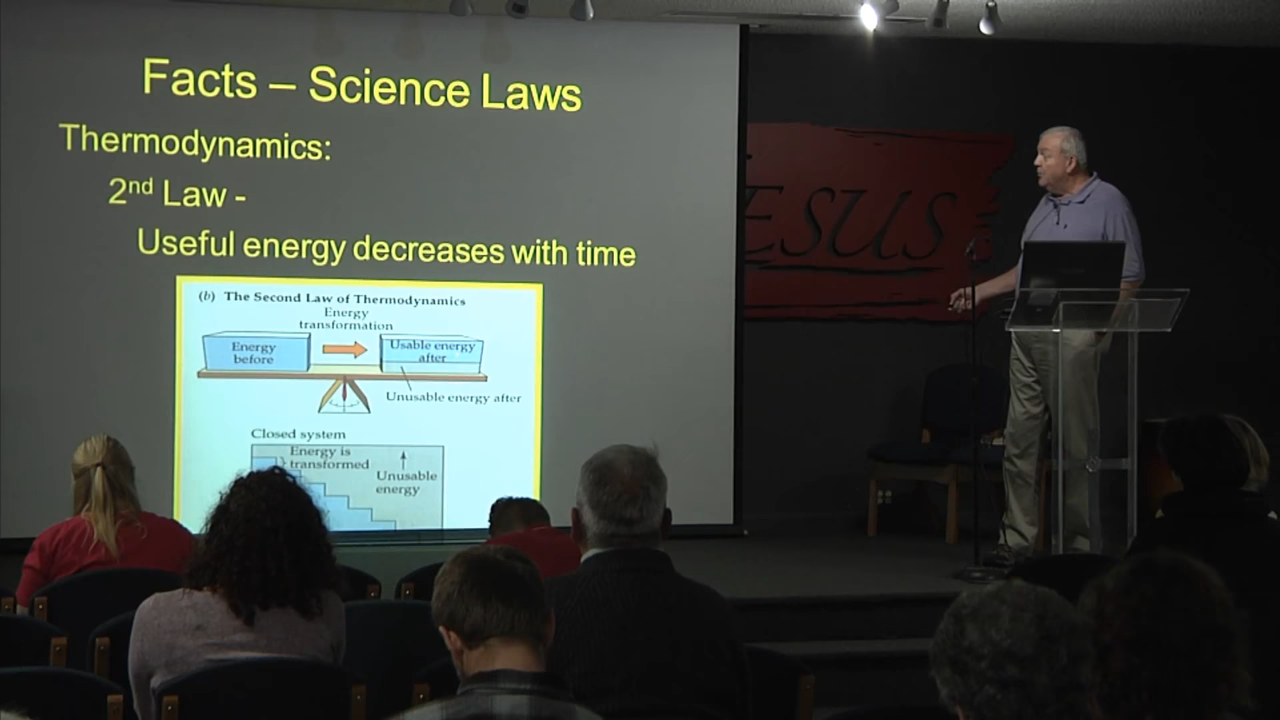 Facts – Science Laws
Thermodynamics:
2nd Law -
Useful energy decreases with time
(b) The Second Law of Thermodynamics
Energy
transformation
Energy
before
Usable energy
after
Unusable energy after
Closed system
Energy is
transformed
Unusable
energy
ESUS